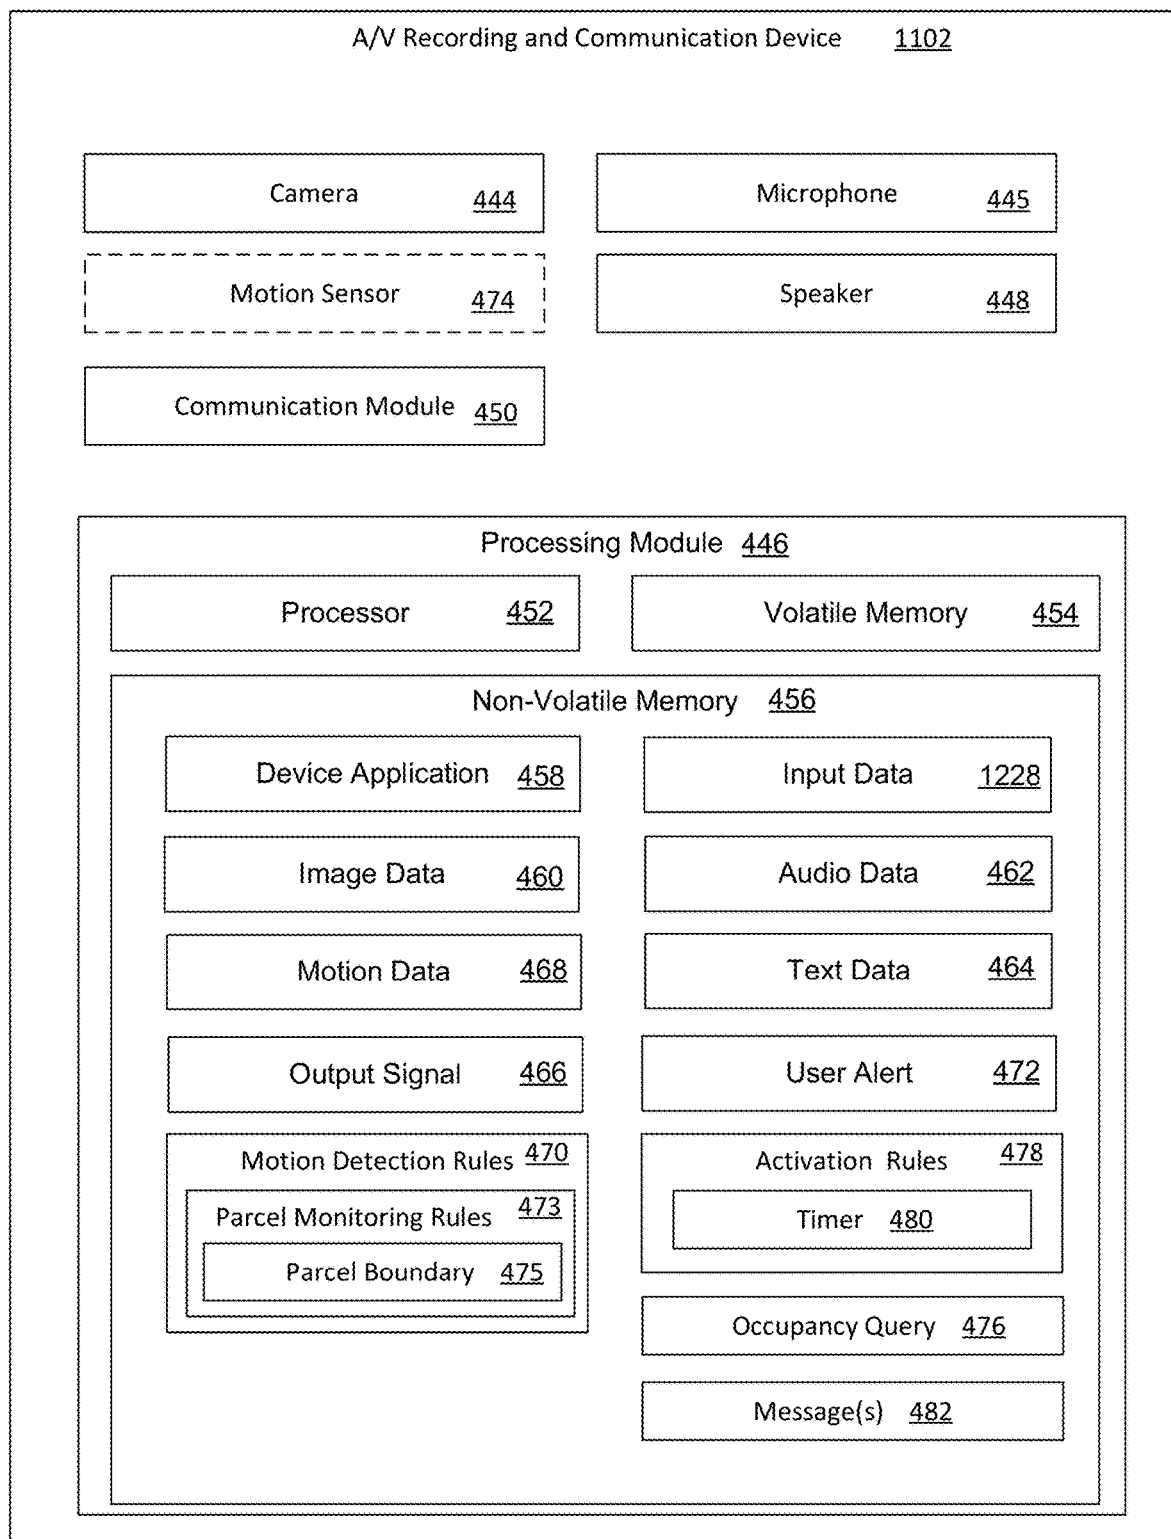 A/V Recording and Communication Device 1102
Camera 444
Microphone 445
Motion Sensor 474
Speaker 448
Communication Module 450
Processing Module 446
Processor 452
Volatile Memory 454
Non-Volatile Memory 456
Device Application 458
Input Data 1228
Image Data 460
Audio Data 462
Motion Data 468
Text Data 464
Output Signal 466
User Alert 472
Motion Detection Rules 470
Parcel Monitoring Rules 473
Parcel Boundary 475
Activation Rules 478
Timer 480
Occupancy Query 476
Message(s) 482